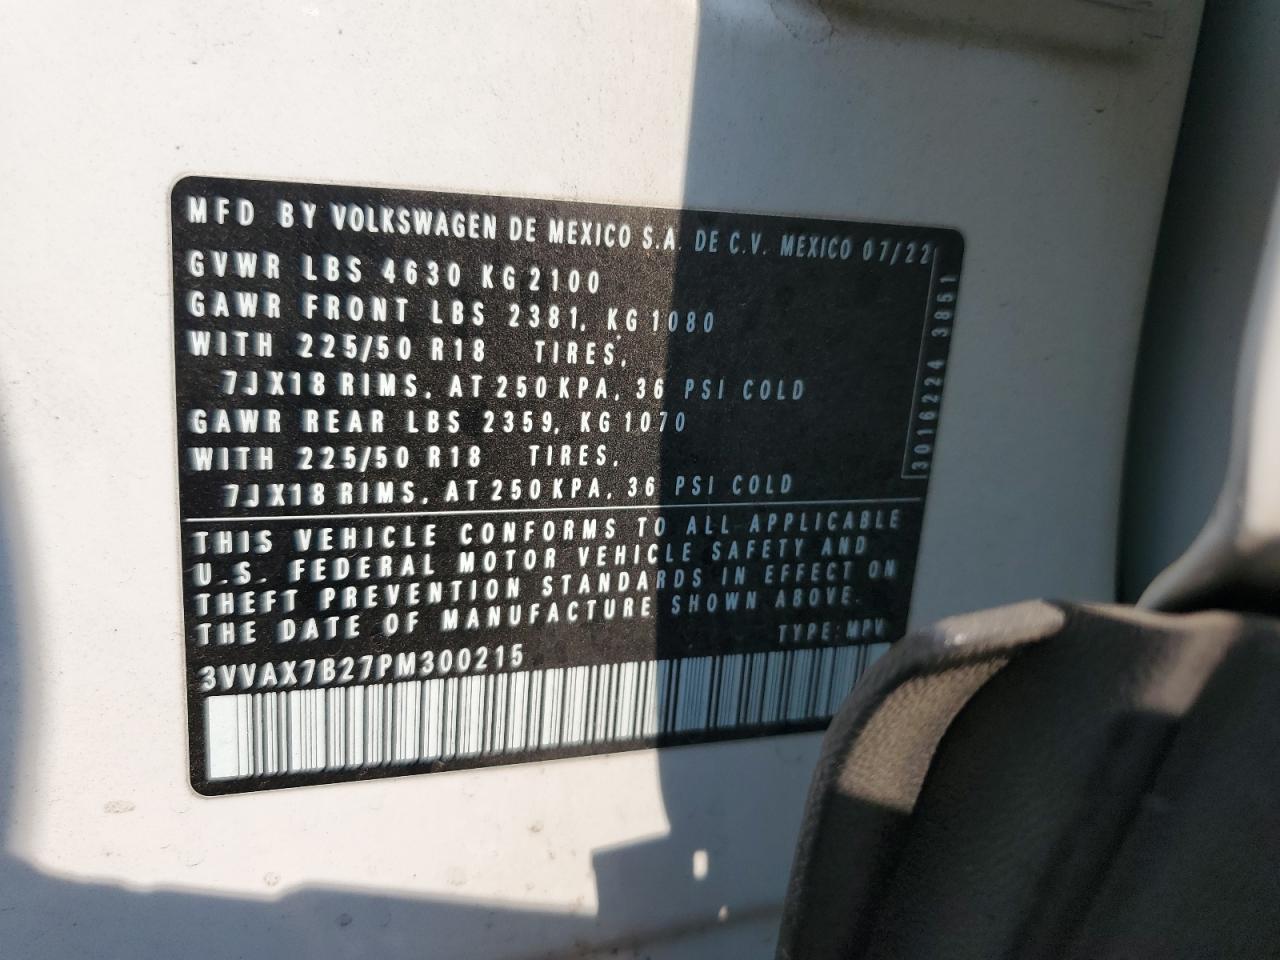 MFD BY VOLKSWAGEN DE MEXICO S.A. DE C.V. MEXICO 07/22
GVWR LBS 4630 KG 2100
GAWR FRONT LBS 2381, KG 1080
WITH 225/50 R18 TIRES,
7JX18 RIMS, AT 250 KPA, 36 PSI COLD
GAWR REAR LBS 2359, KG 1070
WITH 225/50 R18 TIRES,
7JX18 RIMS, AT 250 KPA, 36 PSI COLD
3016224 3851
THIS VEHICLE CONFORMS TO ALL APPLICABLE
U.S. FEDERAL MOTOR VEHICLE SAFETY AND
THEFT PREVENTION STANDARDS IN EFFECT ON
THE DATE OF MANUFACTURE SHOWN ABOVE.
TYPE: MPV
3VVAX7B27PM300215